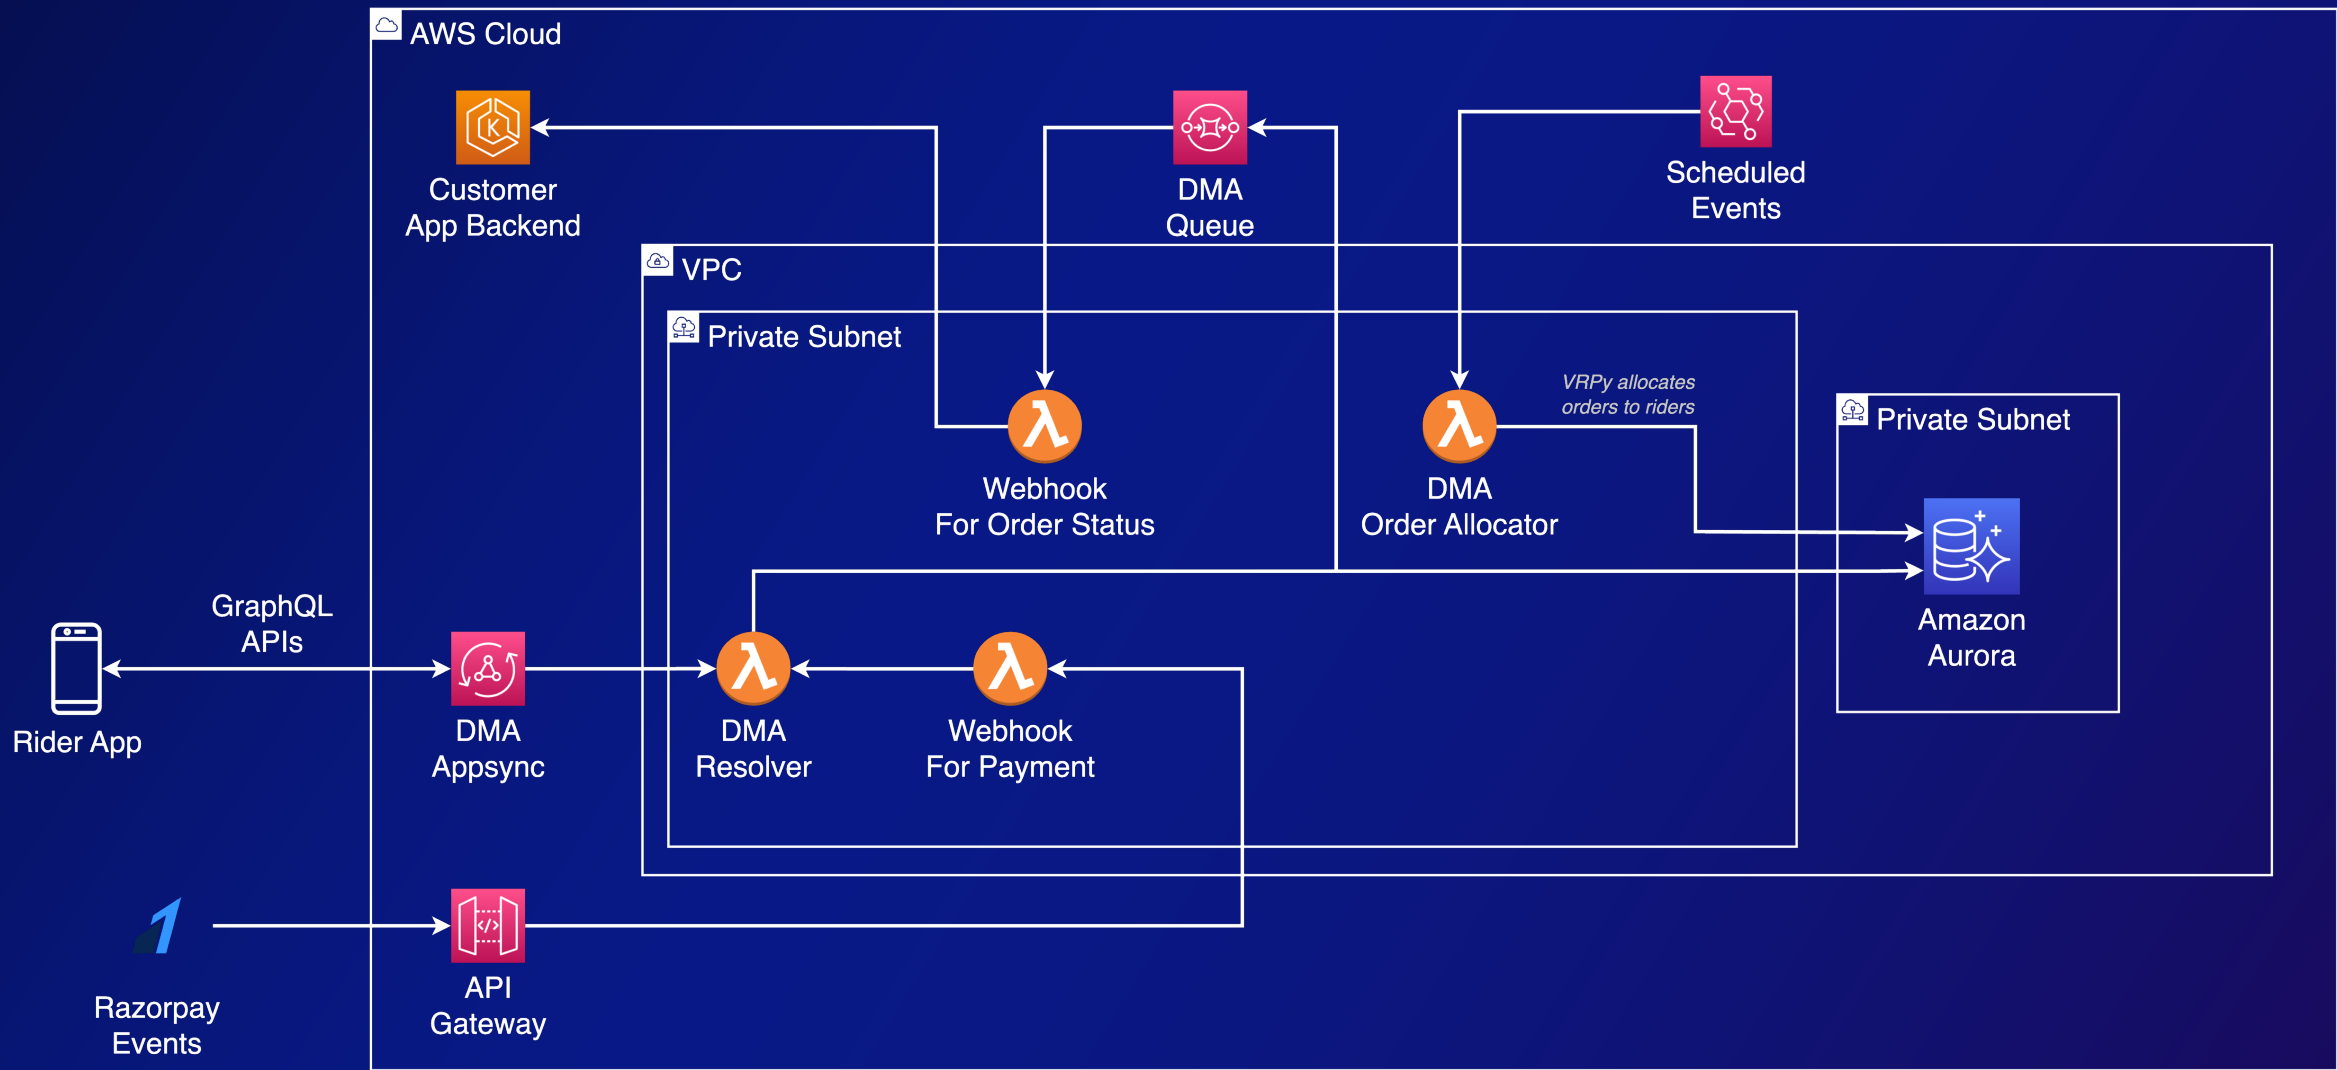 AWS Cloud
Customer
App Backend
DMA
Queue
Scheduled
Events
VPC
Private Subnet
VRPy allocates
orders to riders
Private Subnet
Webhook
For Order Status
DMA
Order Allocator
Amazon
Aurora
GraphQL
APIs
Rider App
DMA
Appsync
DMA
Resolver
Webhook
For Payment
Razorpay
Events
API
Gateway